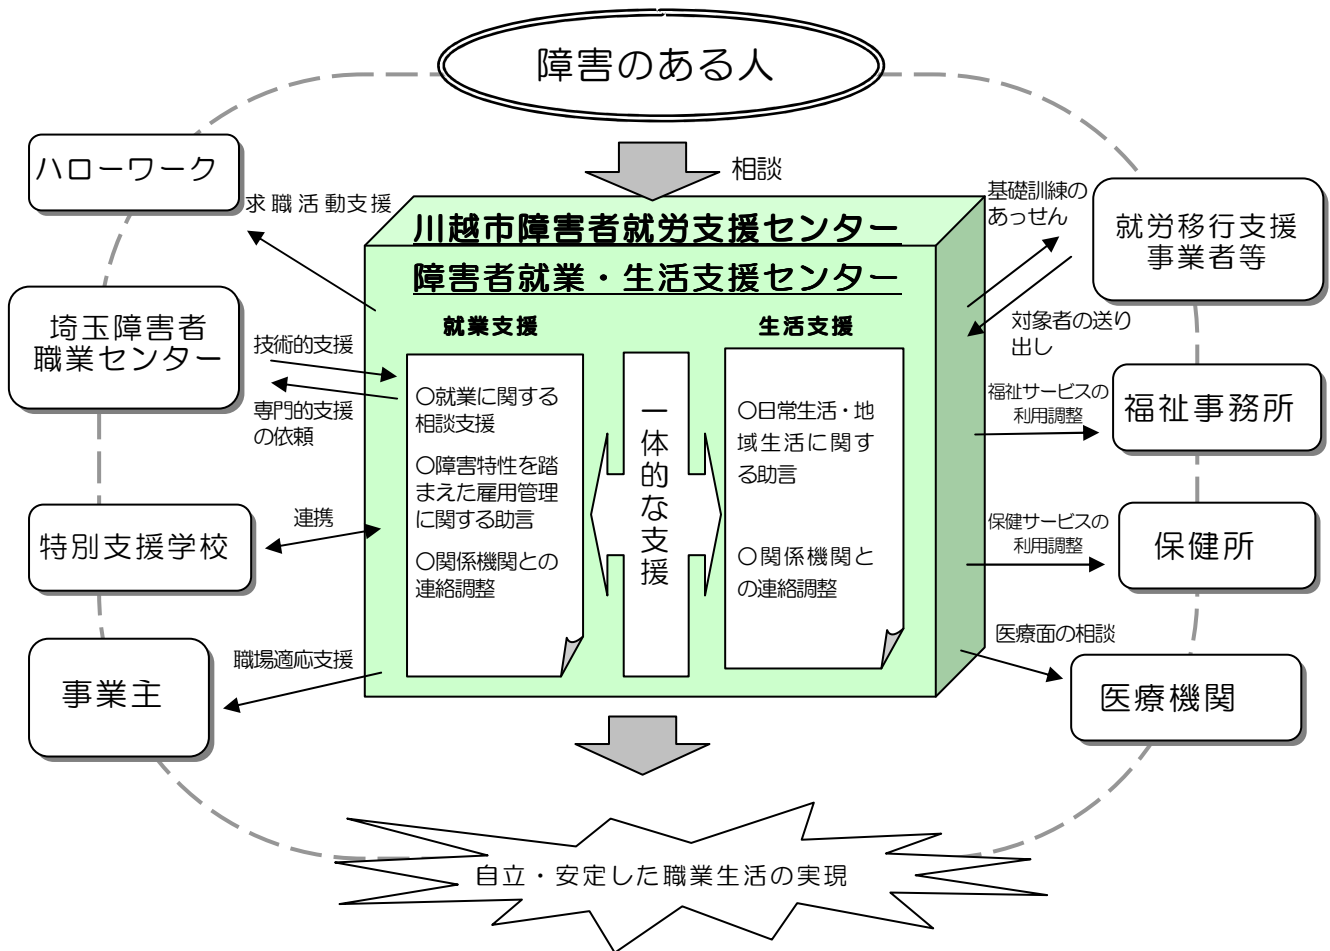 障害のある人
相談
ハローワーク
求職活動支援
川越市障害者就労支援センター
障害者就業・生活支援センター
基礎訓練の
あっせん
就労移行支援
事業者等
対象者の送り
出し
埼玉障害者
職業センター
技術的支援
専門的支援
の依頼
就業支援
○就業に関する
相談支援
○障害特性を踏
まえた雇用管理
に関する助言
○関係機関との
連絡調整
一体的な支援
生活支援
○日常生活・地
域生活に関す
る助言
○関係機関と
の連絡調整
福祉サービスの
利用調整
福祉事務所
特別支援学校
連携
保健サービスの
利用調整
保健所
事業主
職場適応支援
医療面の相談
医療機関
自立・安定した職業生活の実現